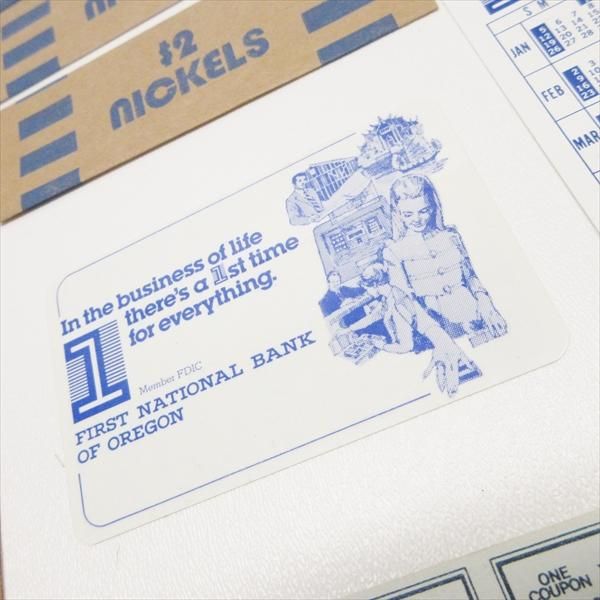 $2
NICKELS
In the business of life
there's a 1st time
for everything.
1
Member FDIC
FIRST NATIONAL BANK
OF OREGON
S M
JAN
FEB
MAR
ONE
COUPON